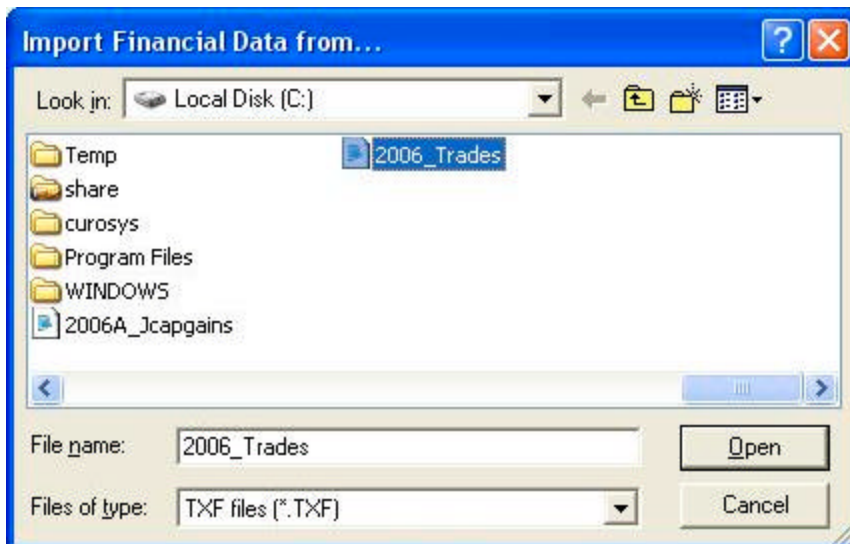 Import Financial Data from...
Look in: Local Disk (C:)
Temp 2006_Trades
share
curosys
Program Files
WINDOWS
2006A_Jcapgains
File name: 2006_Trades Open
Files of type: TXF files (*.TXF) Cancel